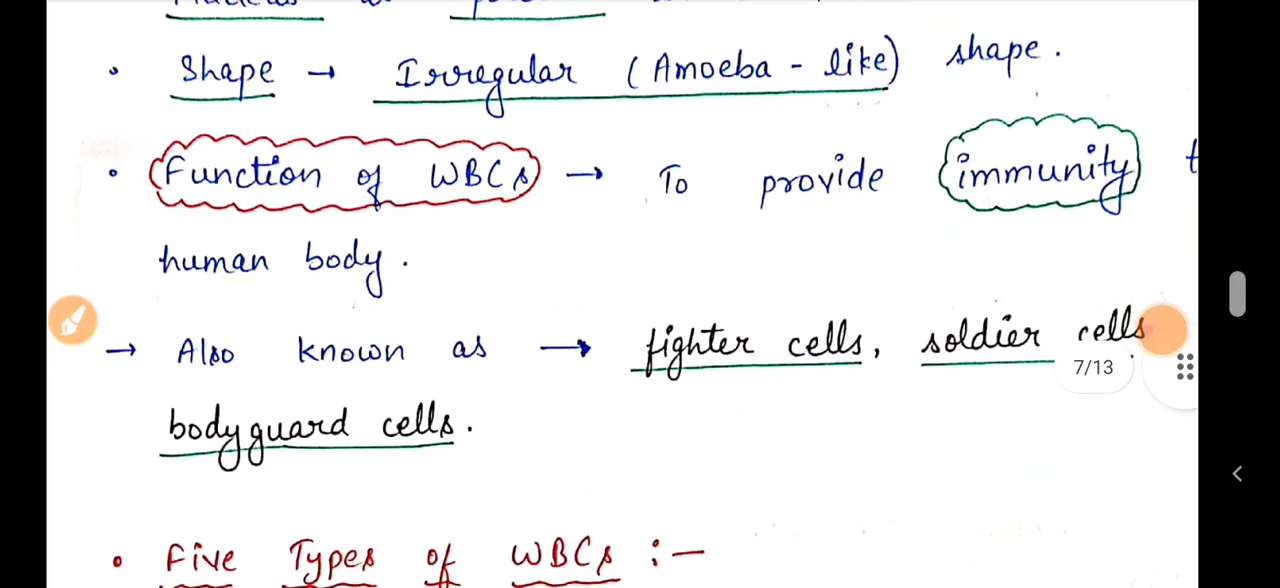 • Shape → Irregular (Amoeba - like) shape.
• Function of WBCs → To provide immunity t
human body.
→ Also known as → fighter cells, soldier cells
7/13
bodyguard cells.
• Five Types of WBCs :-